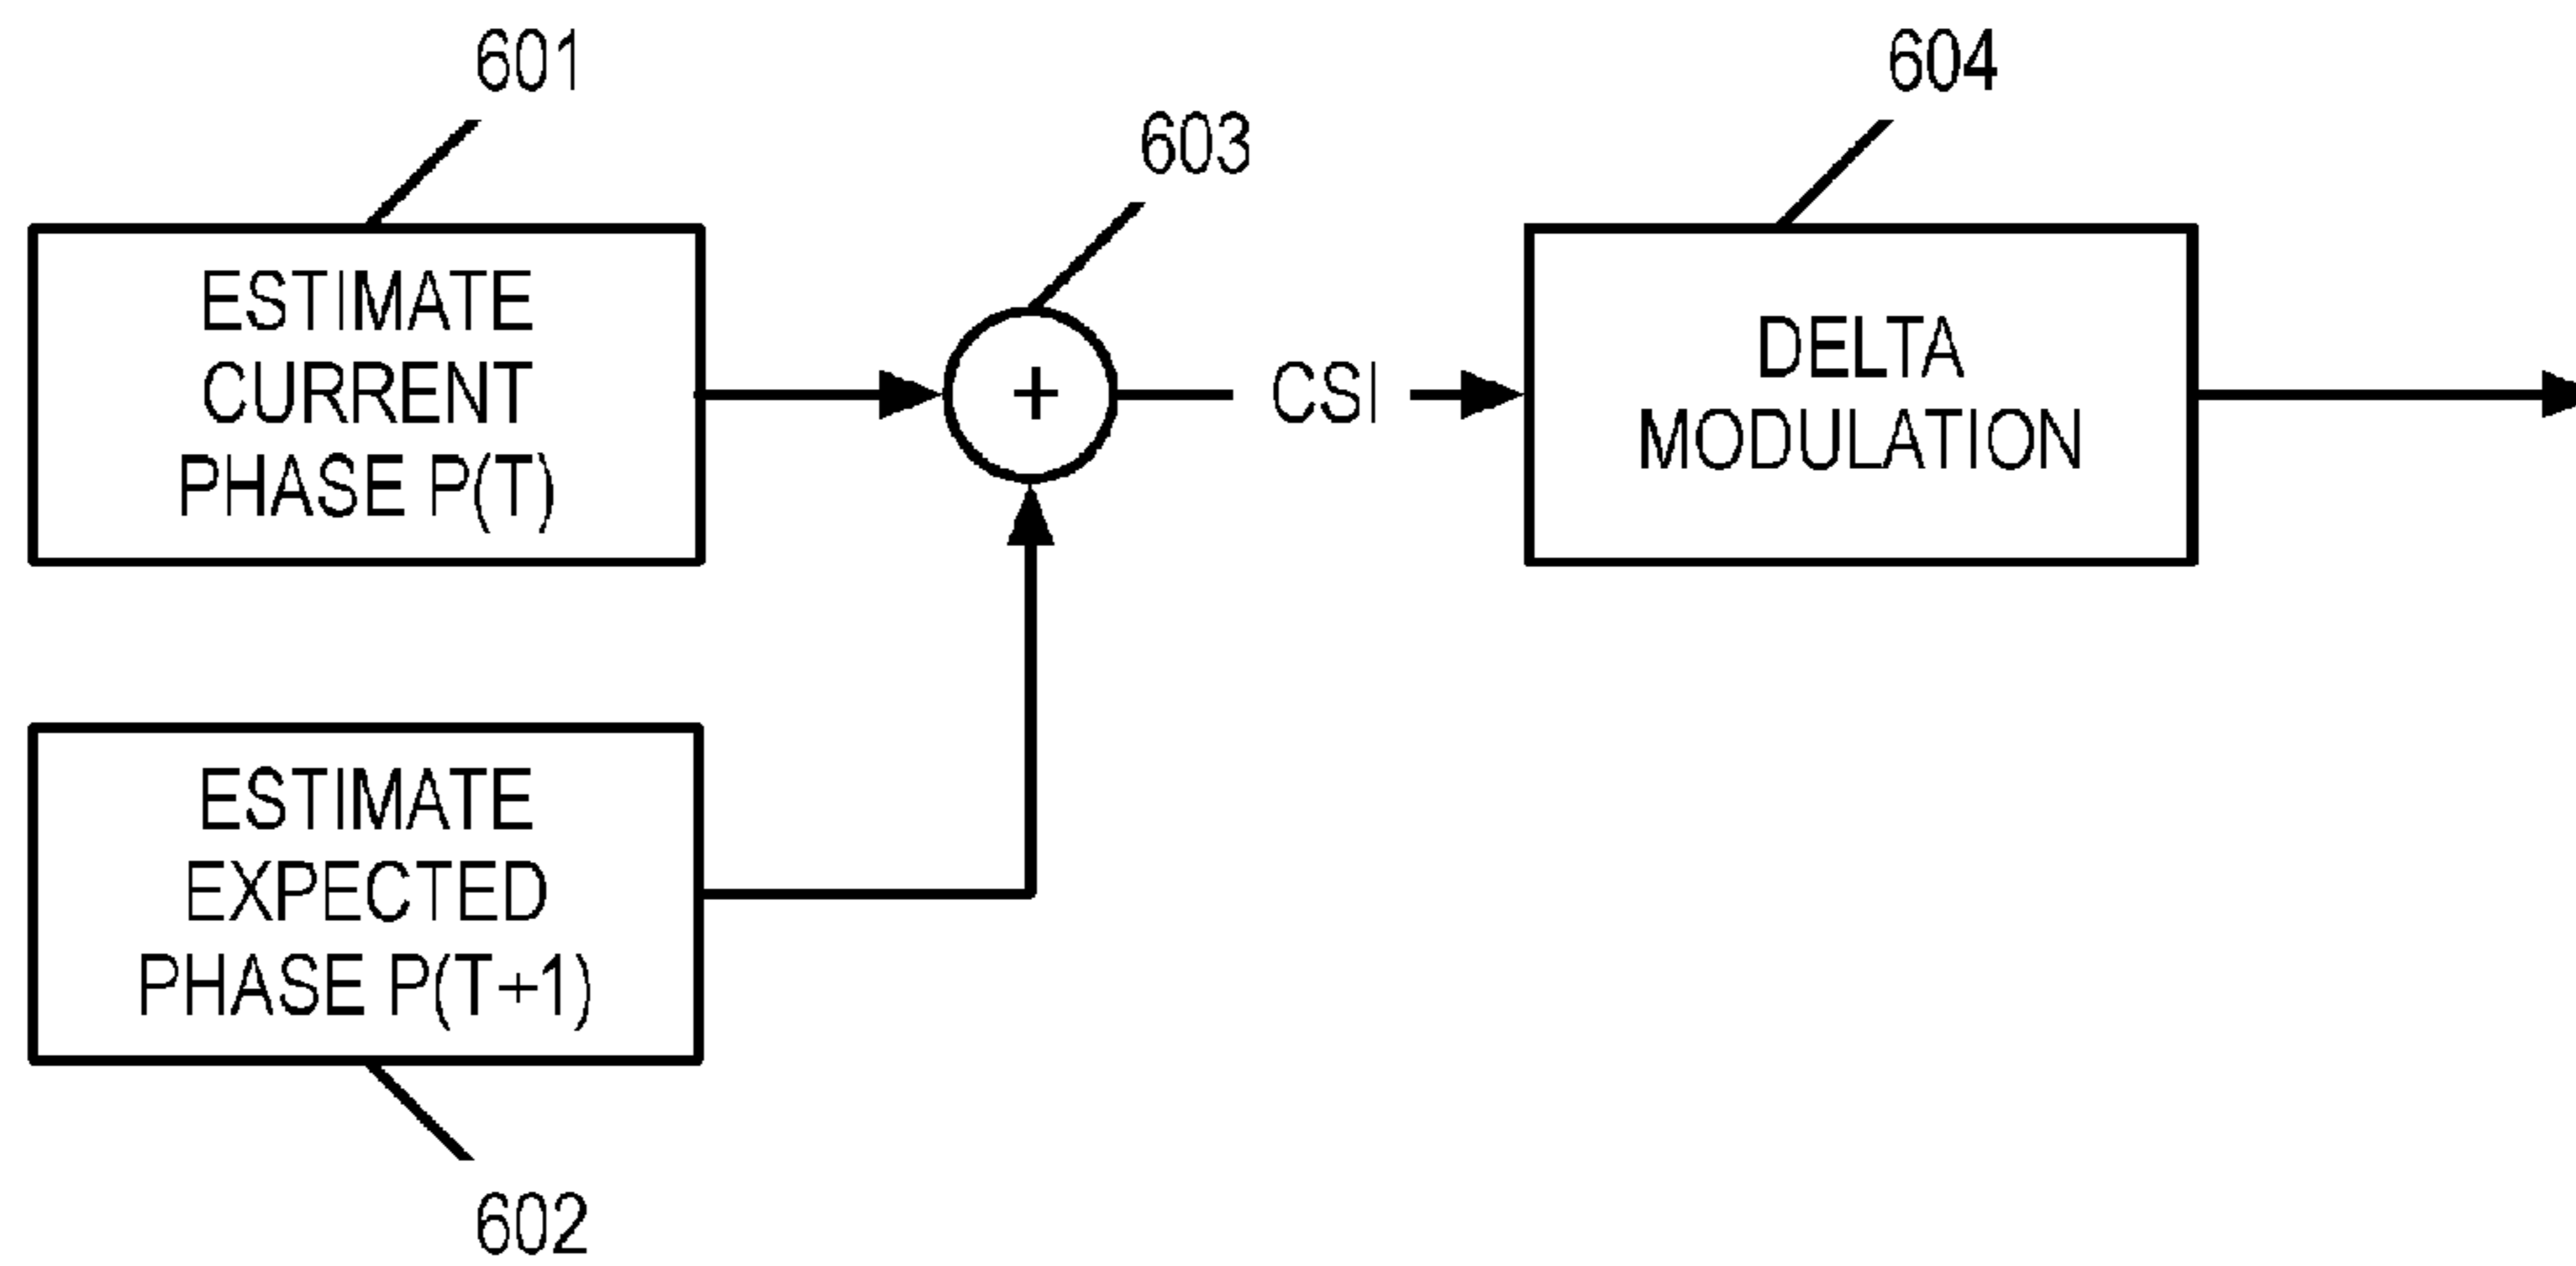 601
604
603
ESTIMATE
CURRENT
PHASE P(T)
+
CSI
DELTA
MODULATION
ESTIMATE
EXPECTED
PHASE P(T+1)
602